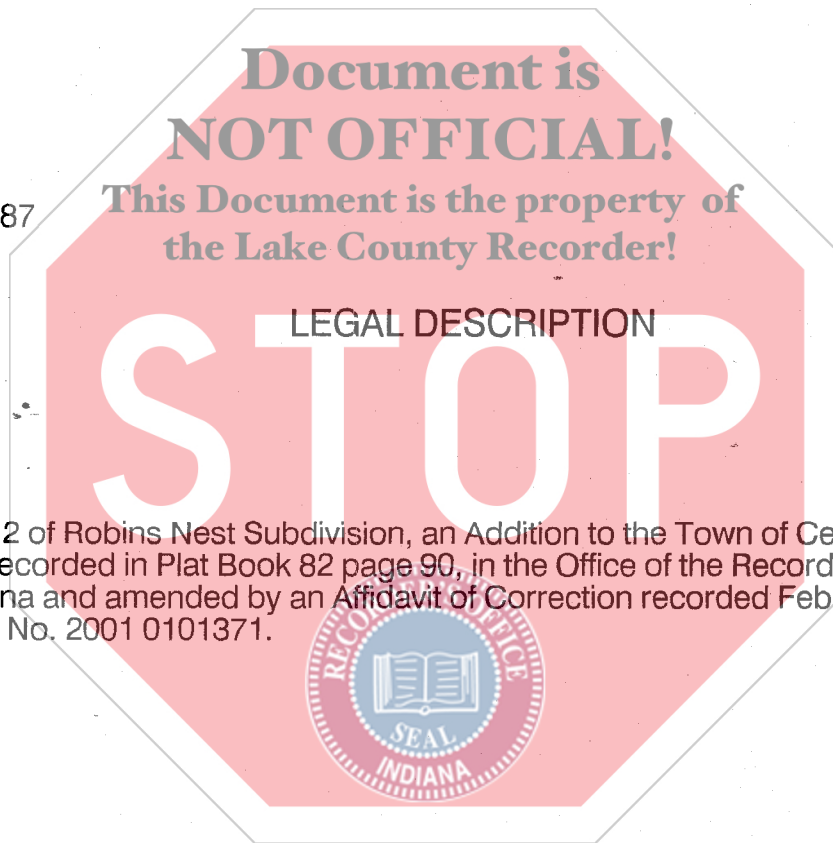 Document is
NOT OFFICIAL!
87
This Document is the property of
the Lake County Recorder!
LEGAL DESCRIPTION
STOP
2 of Robins Nest Subdivision, an Addition to the Town of Ce
ecorded in Plat Book 82 page 90, in the Office of the Record
na and amended by an Affidavit of Correction recorded Feb
No. 2001 0101371.
RECORDER'S OFFICE
SEAL
INDIANA